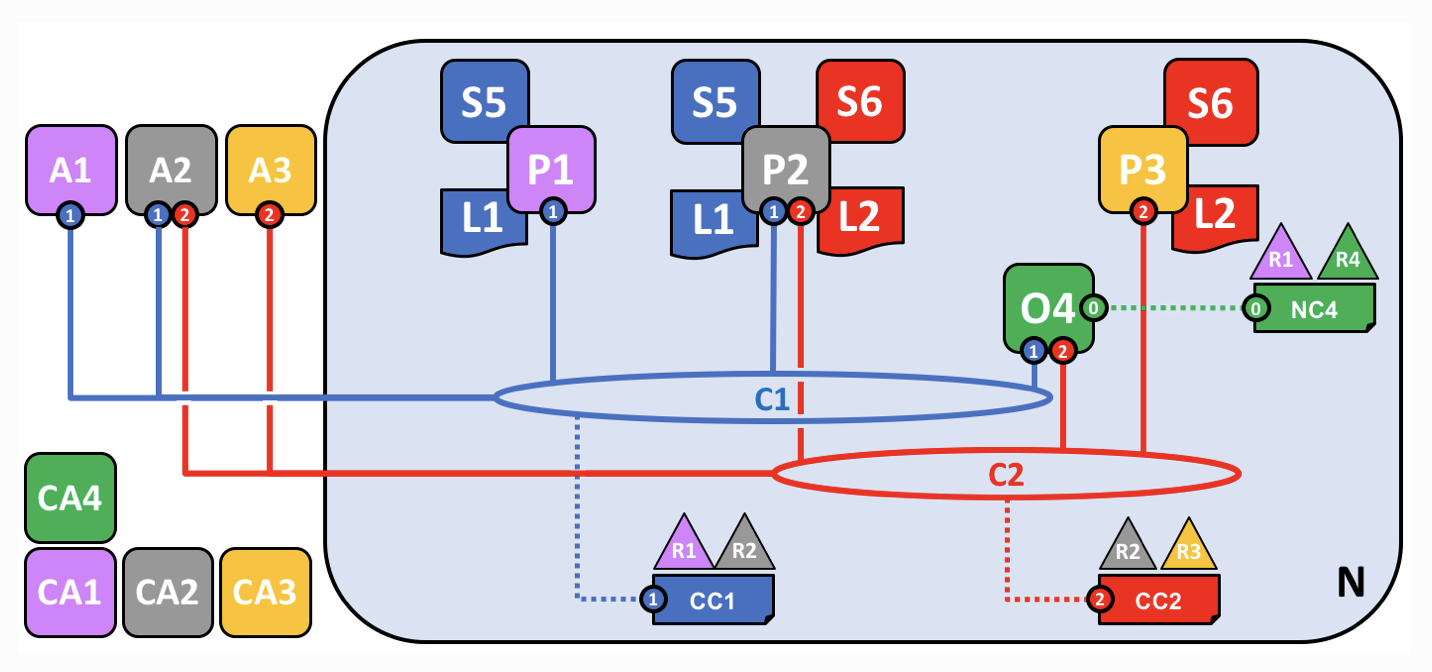 S5 S5 S6 S6
A1 A2 A3 P1 P2 P3
1 1 2 2 L1 1 L1 1 2 L2 2 L2
R1 R4
O4 0 0 NC4
1 2
C1
C2
CA4
R1 R2 R2 R3
CA1 CA2 CA3 1 CC1 2 CC2 N